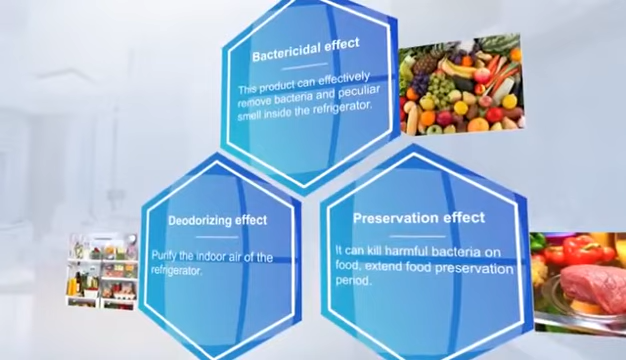 Bactericidal effect
This product can effectively
remove bacteria and peculiar
smell inside the refrigerator.
Deodorizing effect
Purify the indoor air of the
refrigerator.
Preservation effect
It can kill harmful bacteria on
food, extend food preservation
period.